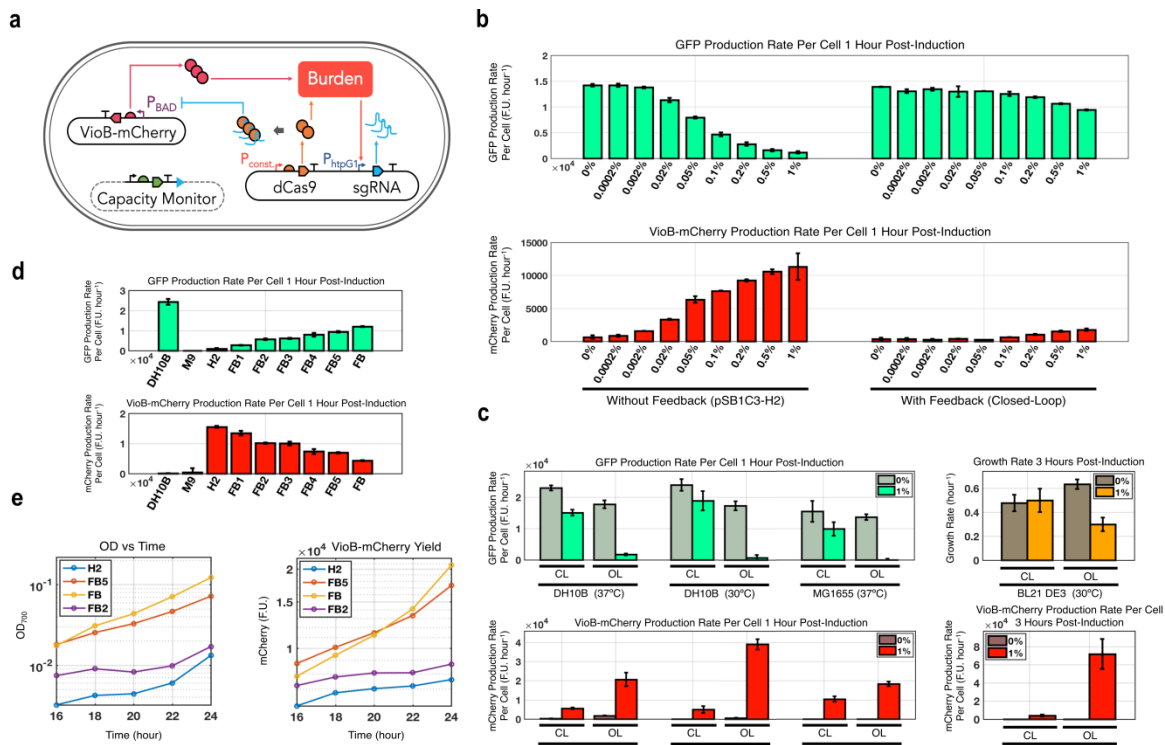 a
Burden
P_BAD
VioB-mCherry
P_const.
P_htpG1
dCas9
sgRNA
Capacity Monitor
b
GFP Production Rate Per Cell 1 Hour Post-Induction
GFP Production Rate
Per Cell (F.U. hour⁻¹)
2
1.5
1
0.5
0
×10⁴
0% 0.0002% 0.002% 0.02% 0.05% 0.1% 0.2% 0.5% 1%
0% 0.0002% 0.002% 0.02% 0.05% 0.1% 0.2% 0.5% 1%
VioB-mCherry Production Rate Per Cell 1 Hour Post-Induction
mCherry Production Rate
Per Cell (F.U. hour⁻¹)
15000
10000
5000
0
0% 0.0002% 0.002% 0.02% 0.05% 0.1% 0.2% 0.5% 1%
0% 0.0002% 0.002% 0.02% 0.05% 0.1% 0.2% 0.5% 1%
Without Feedback (pSB1C3-H2)
With Feedback (Closed-Loop)
d
GFP Production Rate Per Cell 1 Hour Post-Induction
GFP Production Rate
Per Cell (F.U. hour⁻¹)
3
2
1
0
×10⁴
DH10B M9 H2 FB1 FB2 FB3 FB4 FB5 FB
VioB-mCherry Production Rate Per Cell 1 Hour Post-Induction
mCherry Production Rate
Per Cell (F.U. hour⁻¹)
2
1
0
×10⁴
DH10B M9 H2 FB1 FB2 FB3 FB4 FB5 FB
c
GFP Production Rate Per Cell 1 Hour Post-Induction
GFP Production Rate
Per Cell (F.U. hour⁻¹)
×10⁴
3
2
1
0
0%
1%
CL OL CL OL CL OL
DH10B (37°C) DH10B (30°C) MG1655 (37°C)
Growth Rate 3 Hours Post-Induction
Growth Rate (hour⁻¹)
0.8
0.6
0.4
0.2
0
0%
1%
CL OL
BL21 DE3 (30°C)
VioB-mCherry Production Rate Per Cell 1 Hour Post-Induction
mCherry Production Rate
Per Cell (F.U. hour⁻¹)
×10⁴
4
3
2
1
0
0%
1%
CL OL CL OL CL OL
VioB-mCherry Production Rate Per Cell
3 Hours Post-Induction
mCherry Production Rate
Per Cell (F.U. hour⁻¹)
×10⁴
8
6
4
2
0
0%
1%
CL OL
e
OD vs Time
OD₇₀₀
10⁻¹
10⁻²
H2
FB5
FB
FB2
16 18 20 22 24
Time (hour)
VioB-mCherry Yield
mCherry (F.U.)
×10⁴
2
1.5
1
H2
FB5
FB
FB2
16 18 20 22 24
Time (hour)